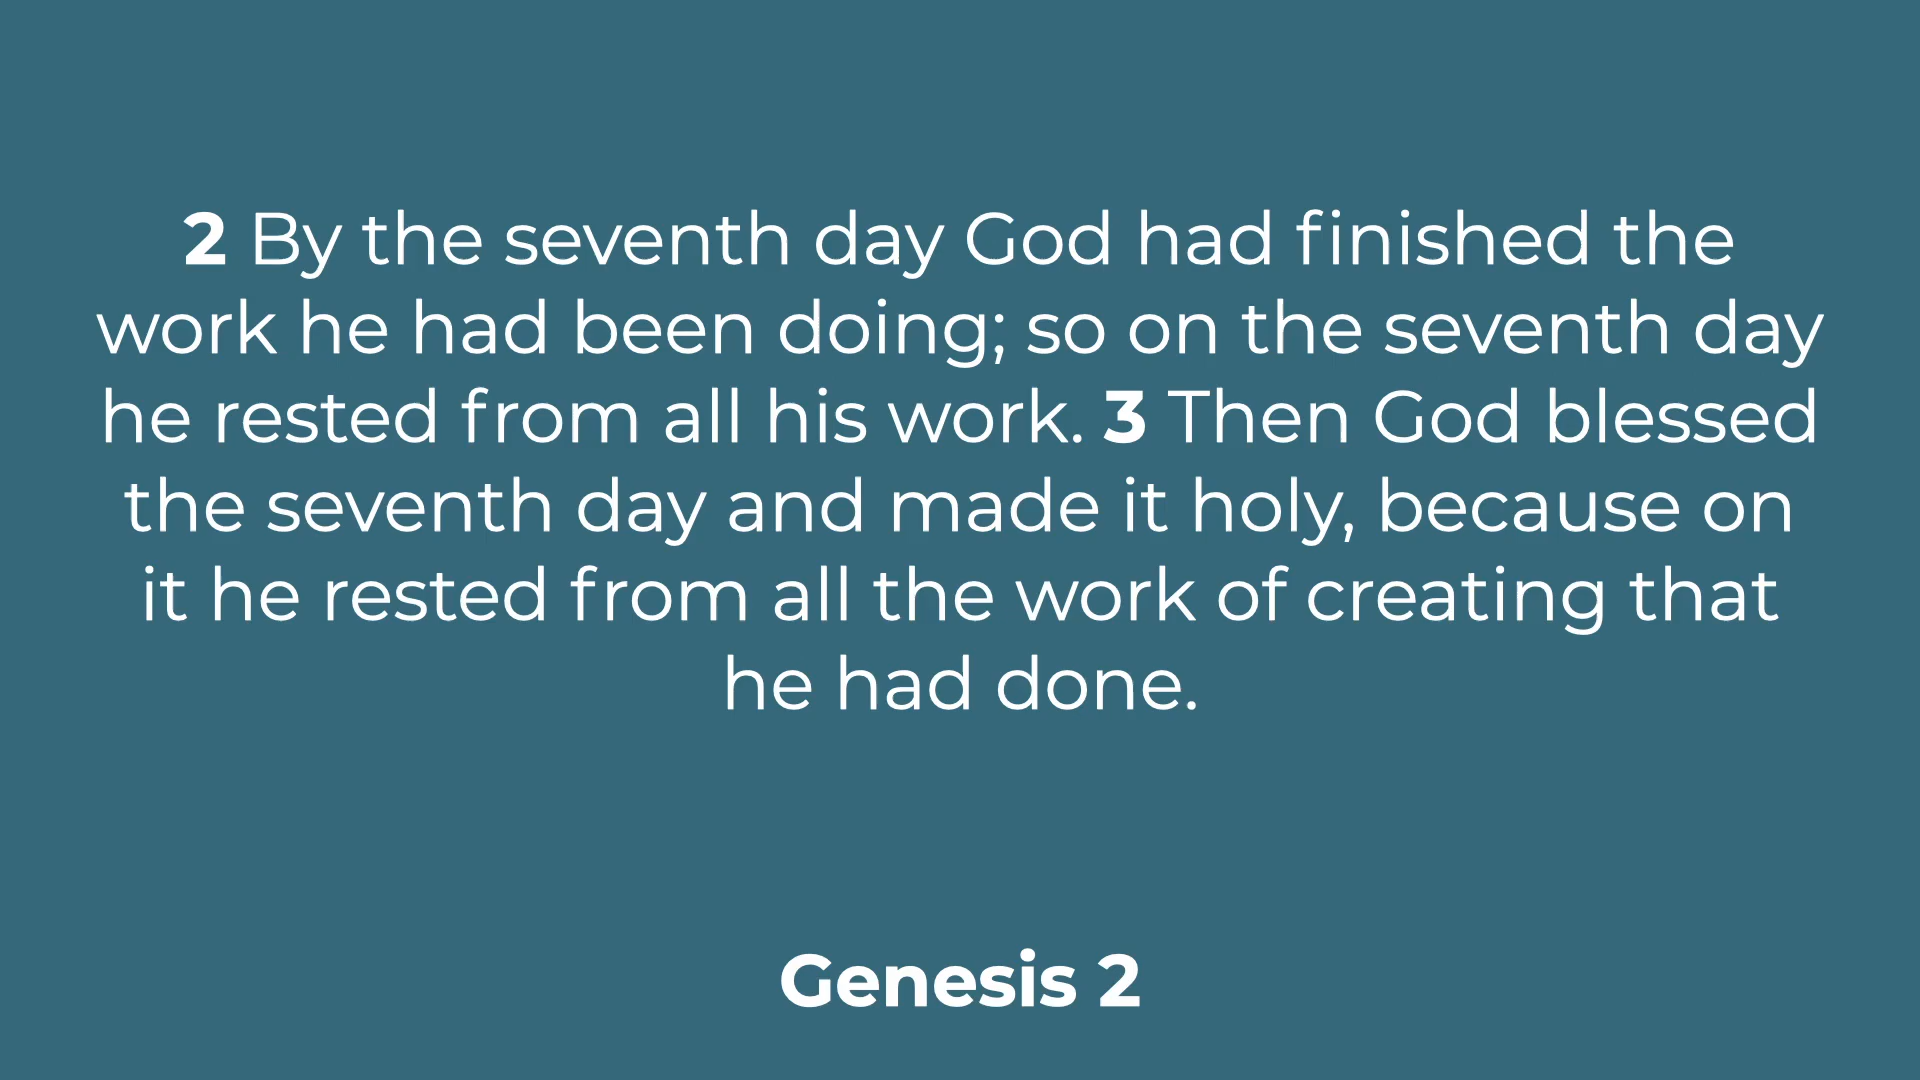 2 By the seventh day God had finished the
work he had been doing; so on the seventh day
he rested from all his work. 3 Then God blessed
the seventh day and made it holy, because on
it he rested from all the work of creating that
he had done.
Genesis 2